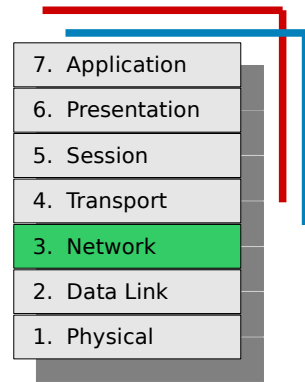 7. Application
6. Presentation
5. Session
4. Transport
3. Network
2. Data Link
1. Physical